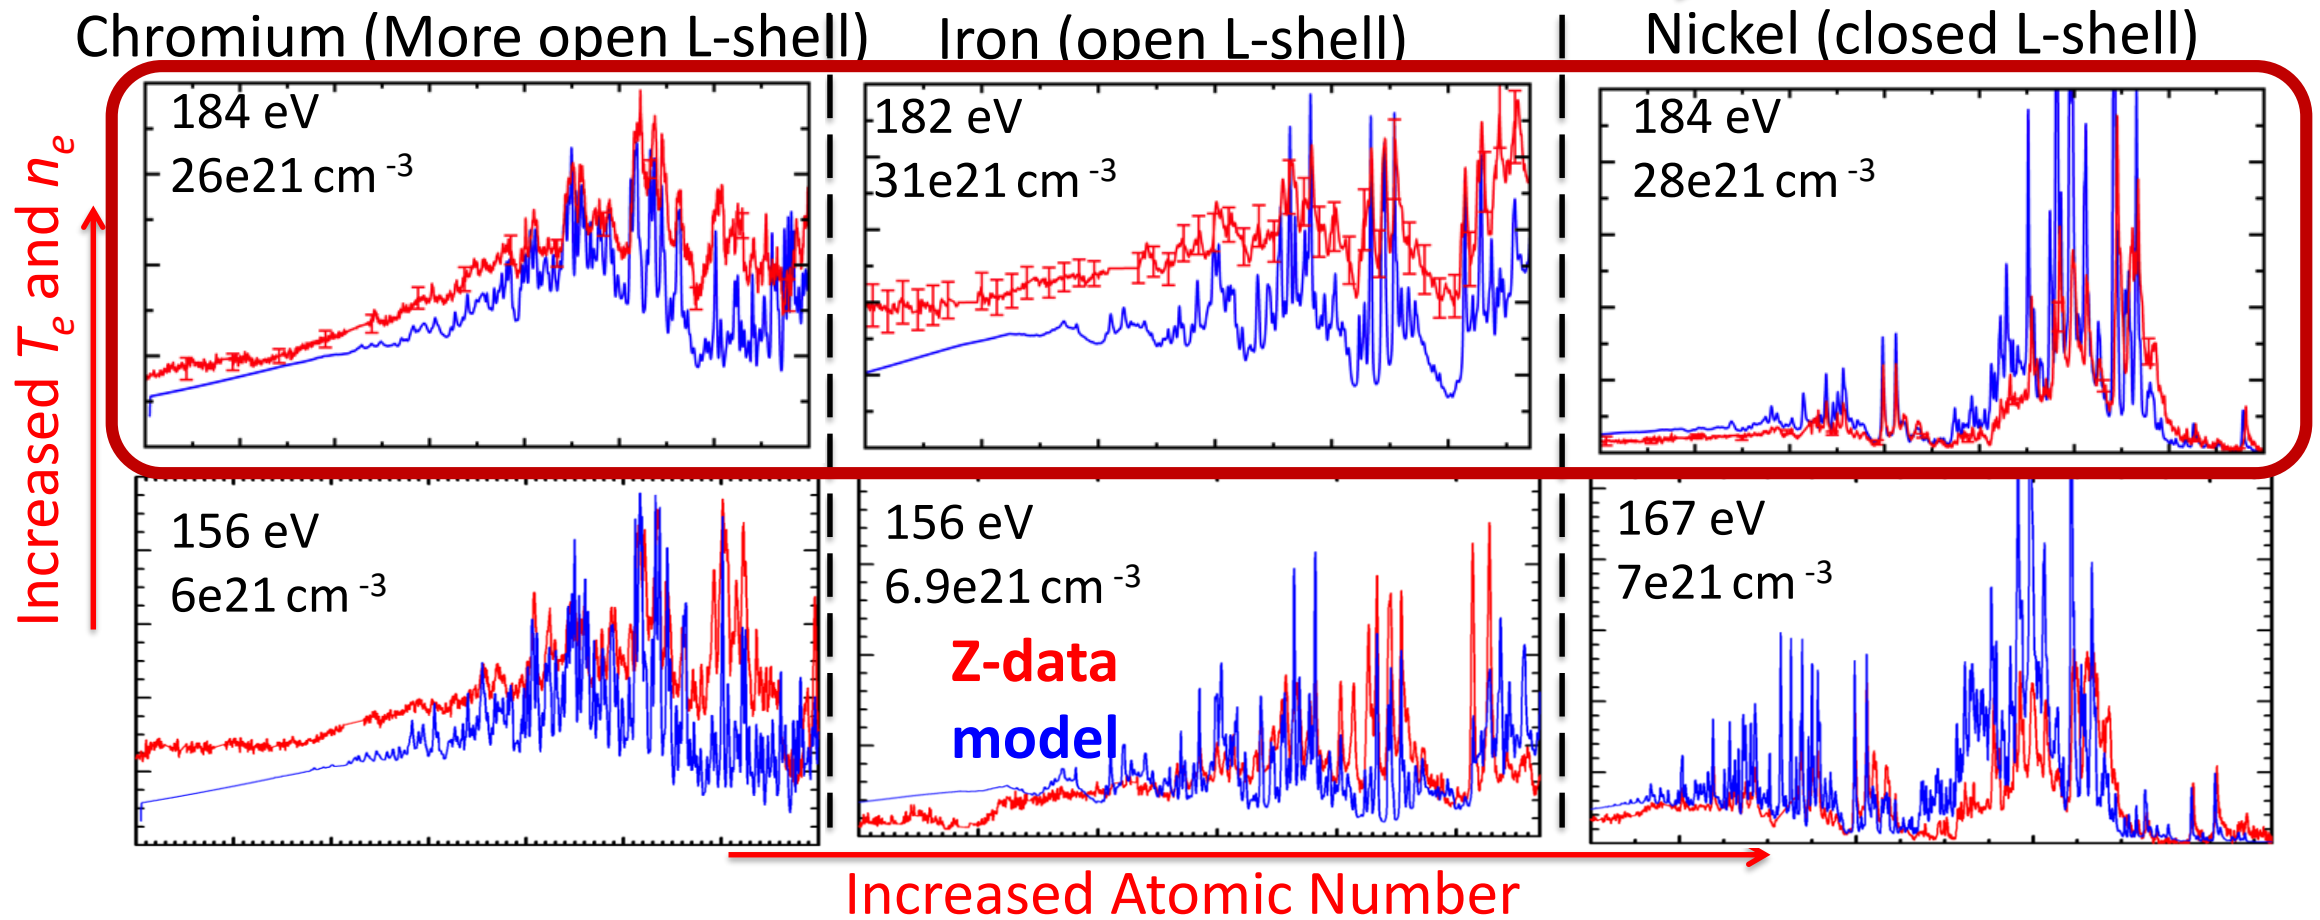 Chromium (More open L-shell)
Iron (open L-shell)
Nickel (closed L-shell)
184 eV
26e21 cm⁻³
182 eV
31e21 cm⁻³
184 eV
28e21 cm⁻³
Increased Tₑ and nₑ
156 eV
6e21 cm⁻³
156 eV
6.9e21 cm⁻³
Z-data
model
167 eV
7e21 cm⁻³
Increased Atomic Number